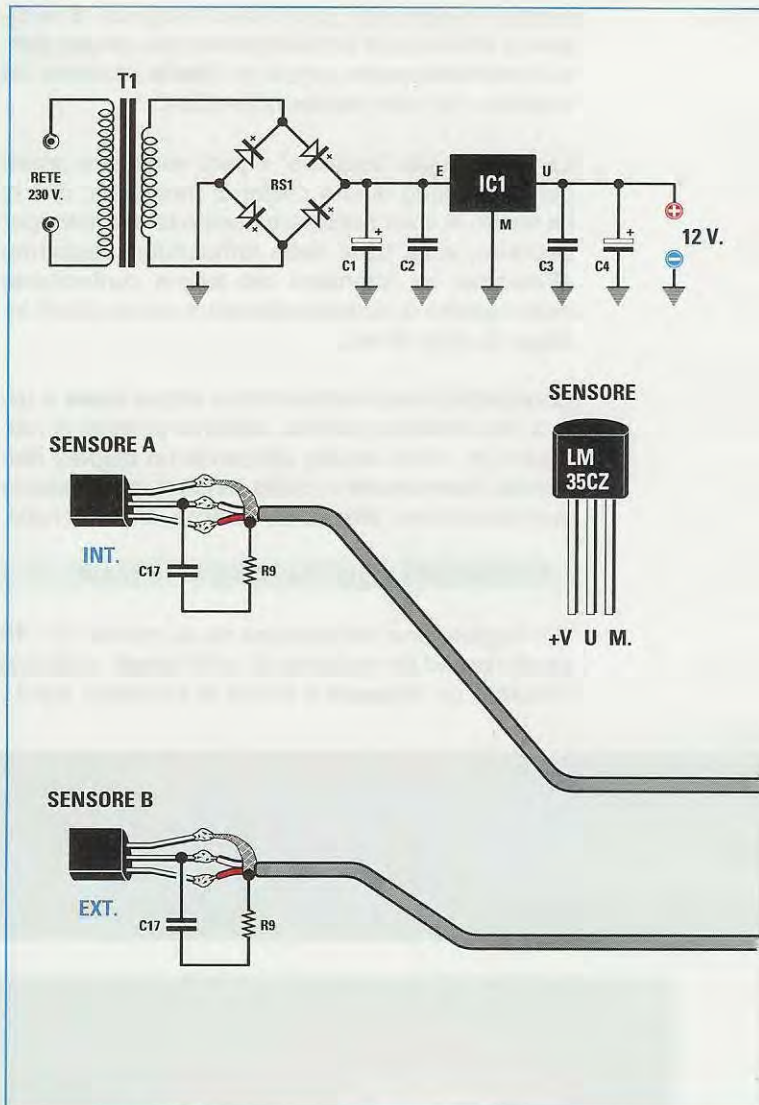 T1
RETE
230 V.
RS1
E
IC1
U
M
C1
+
C2
C3
+
C4
12 V.
SENSORE
LM
35CZ
+V U M.
SENSORE A
INT.
C17
R9
SENSORE B
EXT.
C17
R9